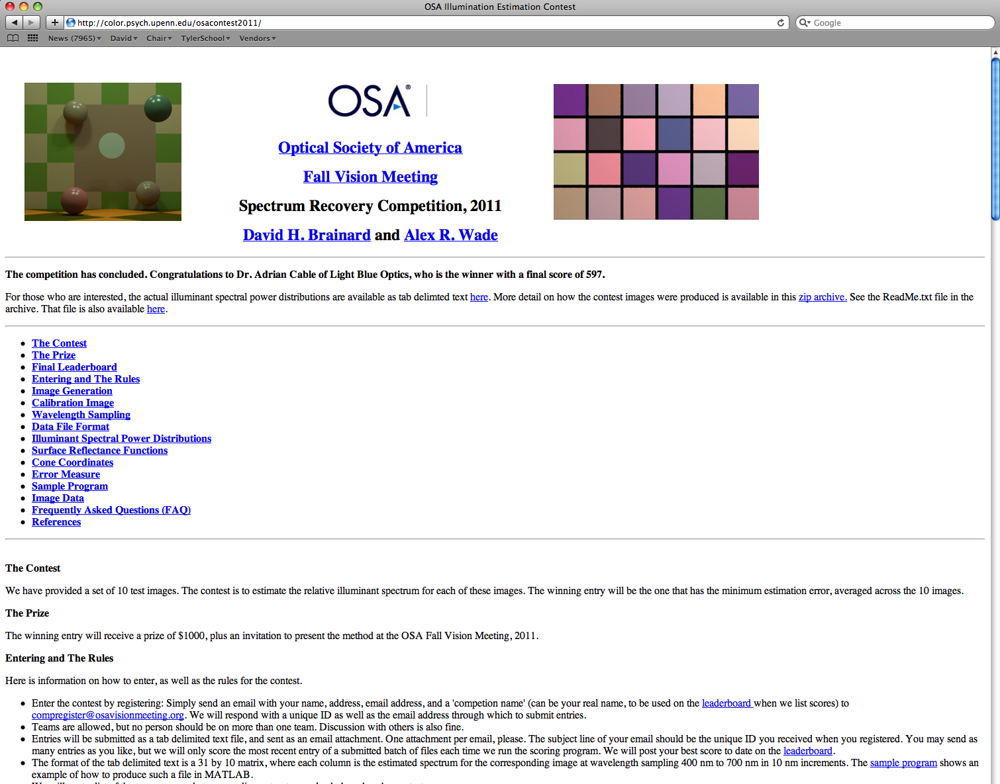 OSA Illumination Estimation Contest
http://color.psych.upenn.edu/osacontest2011/
Google
News (7965)▾ David▾ Chair▾ TylerSchool▾ Vendors▾
OSA®
Optical Society of America
Fall Vision Meeting
Spectrum Recovery Competition, 2011
David H. Brainard and Alex R. Wade
The competition has concluded. Congratulations to Dr. Adrian Cable of Light Blue Optics, who is the winner with a final score of 597.
For those who are interested, the actual illuminant spectral power distributions are available as tab delimted text here. More detail on how the contest images were produced is available in this zip archive. See the ReadMe.txt file in the
archive. That file is also available here.
• The Contest
• The Prize
• Final Leaderboard
• Entering and The Rules
• Image Generation
• Calibration Image
• Wavelength Sampling
• Data File Format
• Illuminant Spectral Power Distributions
• Surface Reflectance Functions
• Cone Coordinates
• Error Measure
• Sample Program
• Image Data
• Frequently Asked Questions (FAQ)
• References
The Contest
We have provided a set of 10 test images. The contest is to estimate the relative illuminant spectrum for each of these images. The winning entry will be the one that has the minimum estimation error, averaged across the 10 images.
The Prize
The winning entry will receive a prize of $1000, plus an invitation to present the method at the OSA Fall Vision Meeting, 2011.
Entering and The Rules
Here is information on how to enter, as well as the rules for the contest.
• Enter the contest by registering: Simply send an email with your name, address, email address, and a 'competion name' (can be your real name, to be used on the leaderboard when we list scores) to
compregister@osavisionmeeting.org. We will respond with a unique ID as well as the email address through which to submit entries.
• Teams are allowed, but no person should be on more than one team. Discussion with others is also fine.
• Entries will be submitted as a tab delimited text file, and sent as an email attachment. One attachment per email, please. The subject line of your email should be the unique ID you received when you registered. You may send as
many entries as you like, but we will only score the most recent entry of a submitted batch of files each time we run the scoring program. We will post your best score to date on the leaderboard.
• The format of the tab delimited text is a 31 by 10 matrix, where each column is the estimated spectrum for the corresponding image at wavelength sampling 400 nm to 700 nm in 10 nm increments. The sample program shows an
example of how to produce such a file in MATLAB.